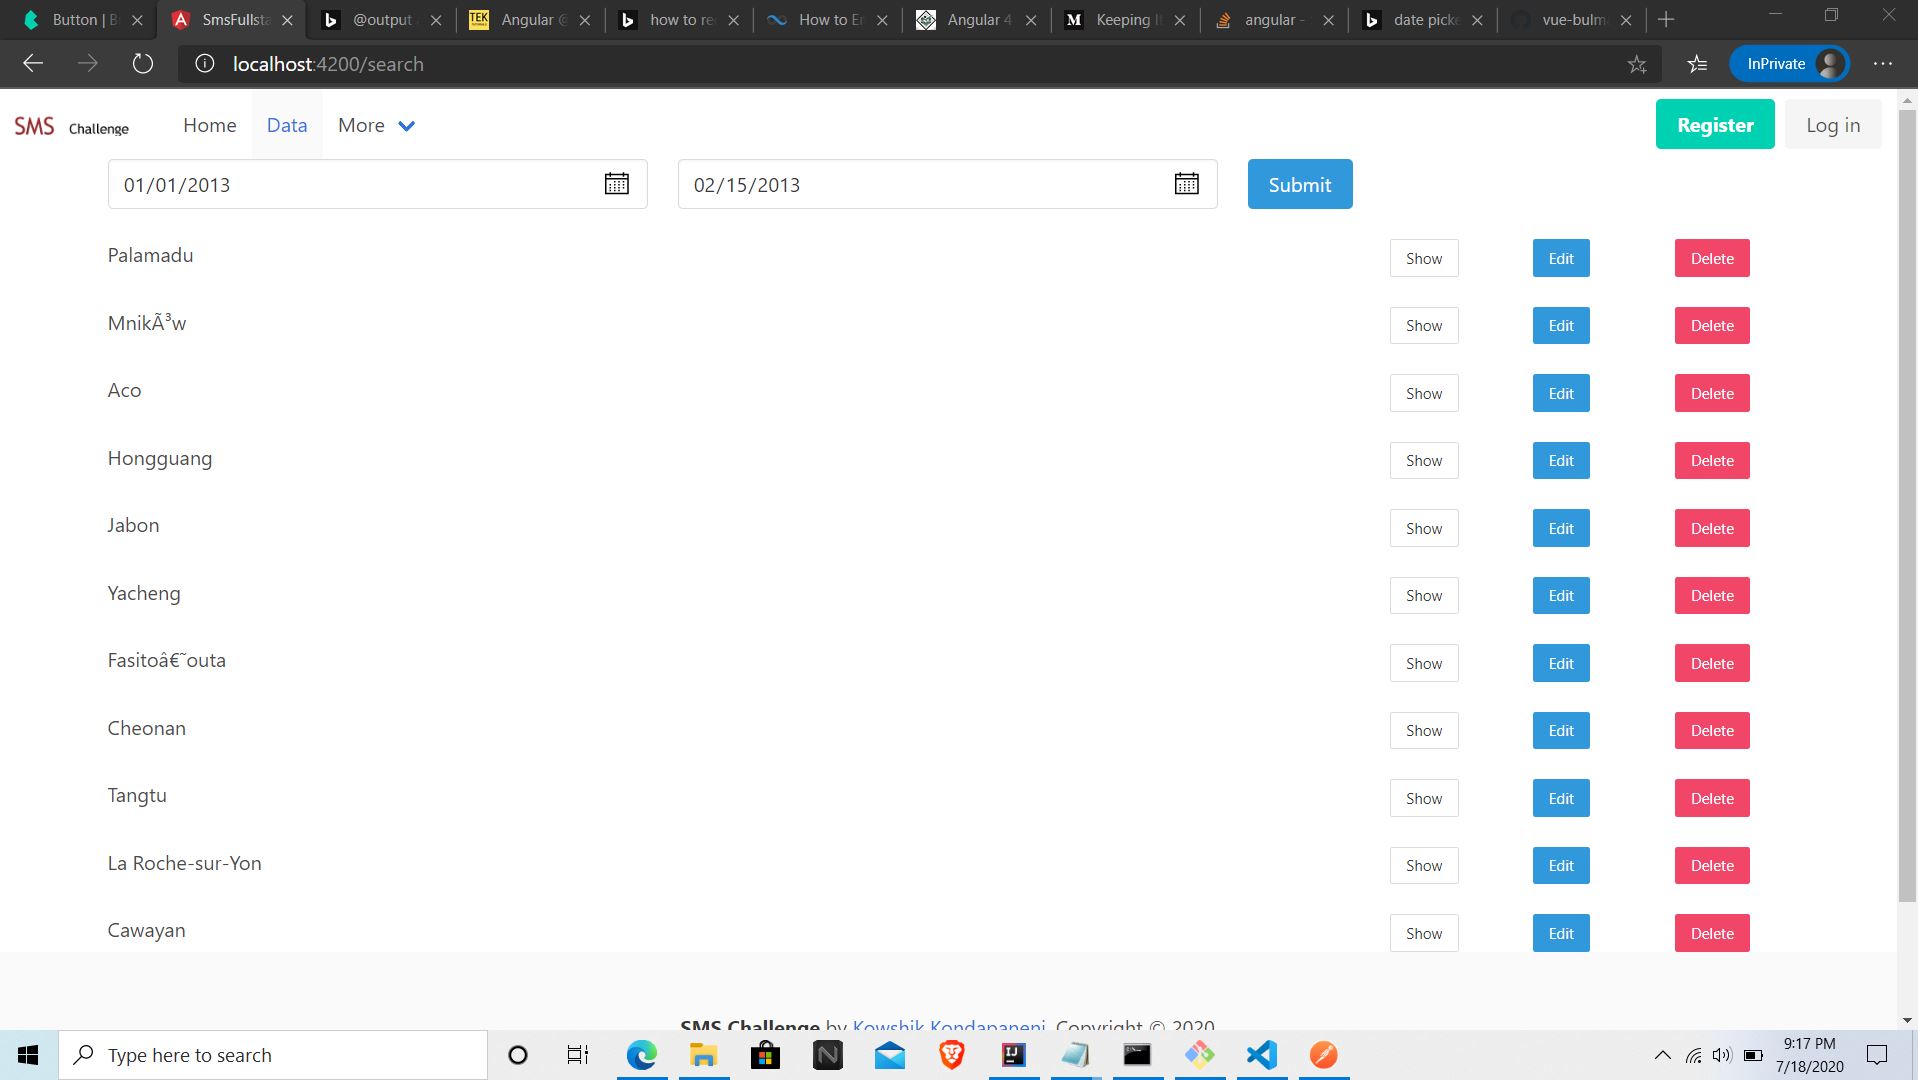 Button | B
SmsFullsta
@output
Angular @
how to re
How to En
Angular 4
Keeping I
angular -
date picke
vue-bulm
localhost:4200/search
InPrivate
SMS Challenge
Home
Data
More
Register
Log in
01/01/2013
02/15/2013
Submit
Palamadu Show Edit Delete
MnikÃ³w Show Edit Delete
Aco Show Edit Delete
Hongguang Show Edit Delete
Jabon Show Edit Delete
Yacheng Show Edit Delete
Fasitoâ€˜outa Show Edit Delete
Cheonan Show Edit Delete
Tangtu Show Edit Delete
La Roche-sur-Yon Show Edit Delete
Cawayan Show Edit Delete
SMS Challenge by Kowshik Kondapaneni. Copyright © 2020
Type here to search
9:17 PM
7/18/2020